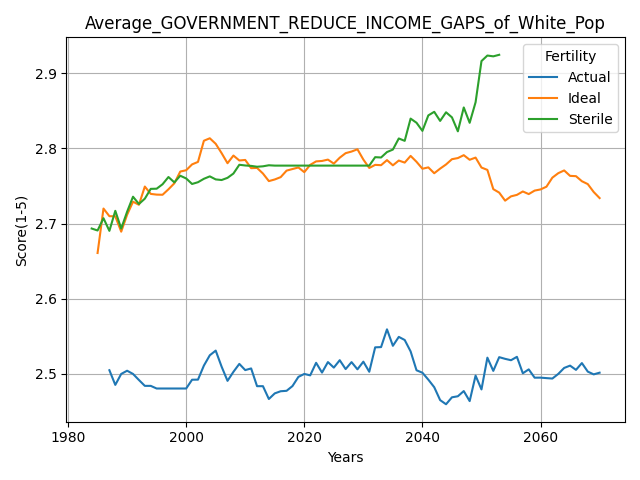 Average_GOVERNMENT_REDUCE_INCOME_GAPS_of_White_Pop
Fertility
Actual
Ideal
Sterile
2.9
2.8
2.7
2.6
2.5
Score(1-5)
1980
2000
2020
2040
2060
Years